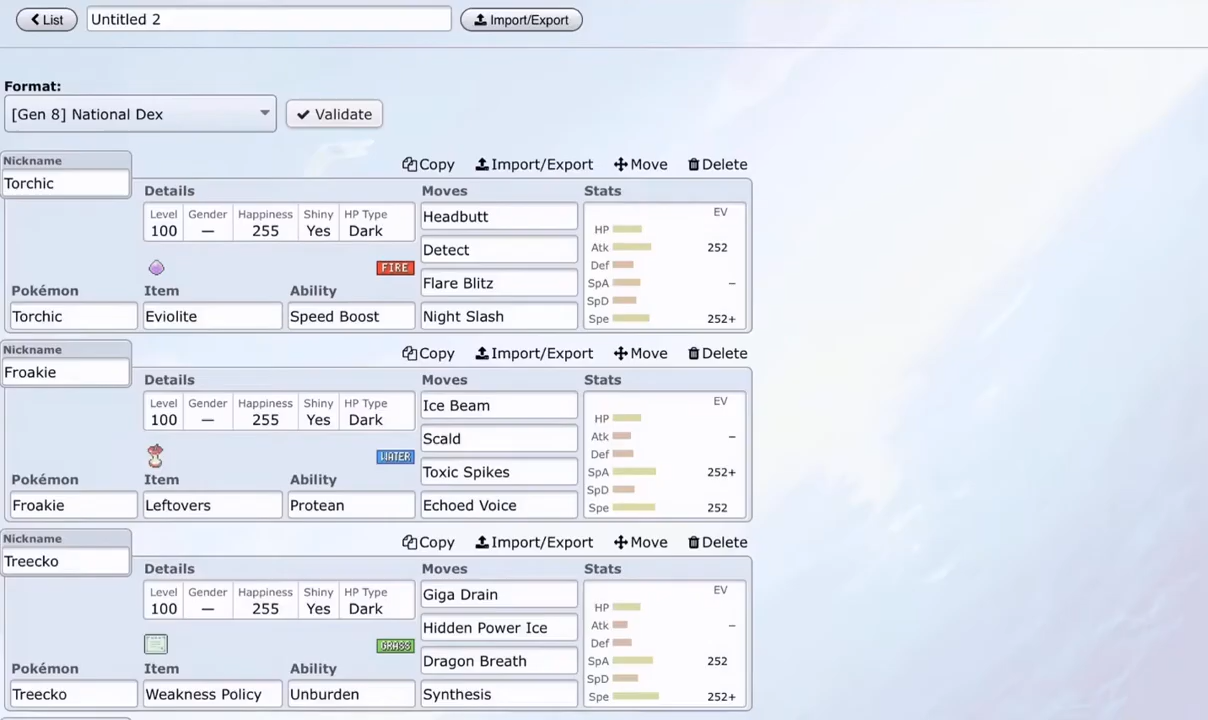 List
Untitled 2
Import/Export
Format:
[Gen 8] National Dex
Validate
Copy Import/Export Move Delete
Nickname
Torchic
Details
Level Gender Happiness Shiny HP Type
100 — 255 Yes Dark
FIRE
Pokémon Item Ability
Torchic Eviolite Speed Boost
Moves
Headbutt
Detect
Flare Blitz
Night Slash
Stats
EV
HP
Atk 252
Def
SpA –
SpD
Spe 252+
Copy Import/Export Move Delete
Nickname
Froakie
Details
Level Gender Happiness Shiny HP Type
100 — 255 Yes Dark
WATER
Pokémon Item Ability
Froakie Leftovers Protean
Moves
Ice Beam
Scald
Toxic Spikes
Echoed Voice
Stats
EV
HP
Atk –
Def
SpA 252+
SpD
Spe 252
Copy Import/Export Move Delete
Nickname
Treecko
Details
Level Gender Happiness Shiny HP Type
100 — 255 Yes Dark
GRASS
Pokémon Item Ability
Treecko Weakness Policy Unburden
Moves
Giga Drain
Hidden Power Ice
Dragon Breath
Synthesis
Stats
EV
HP
Atk –
Def
SpA 252
SpD
Spe 252+